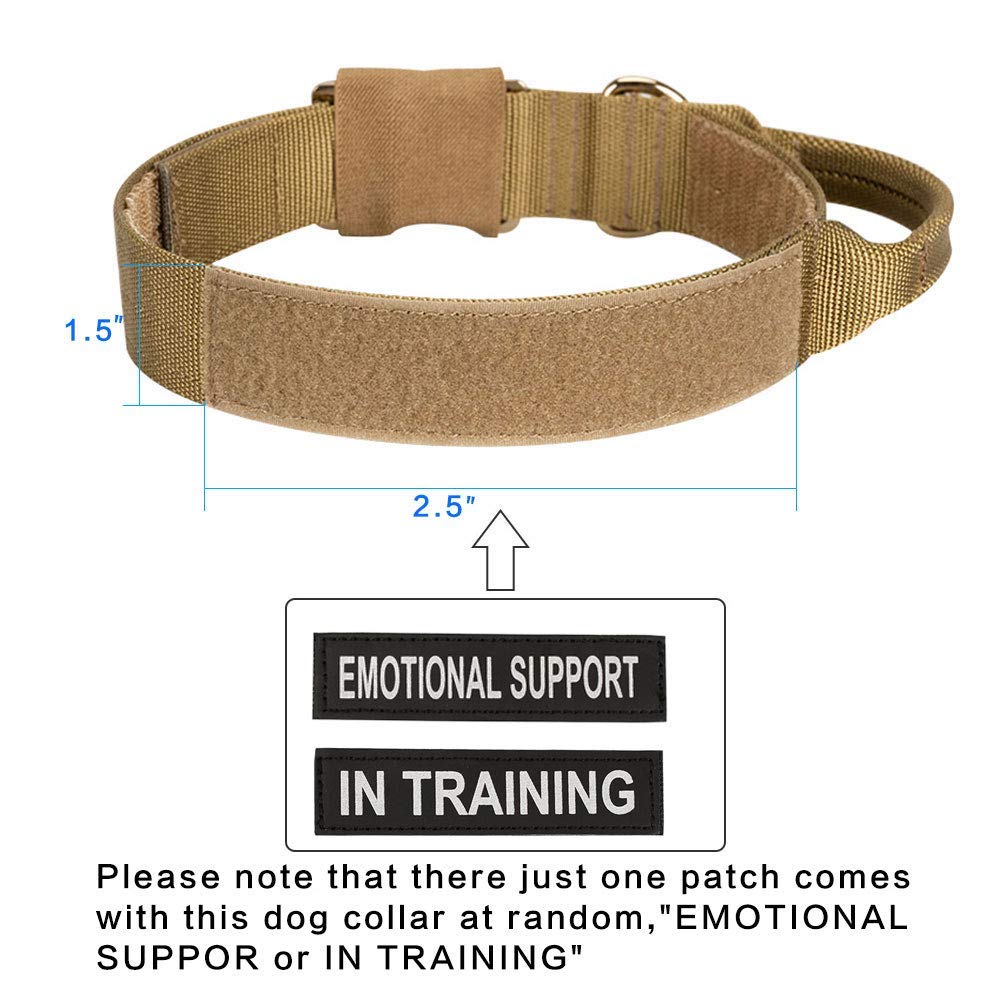 1.5"
2.5"
EMOTIONAL SUPPORT
IN TRAINING
Please note that there just one patch comes
with this dog collar at random,"EMOTIONAL
SUPPOR or IN TRAINING"